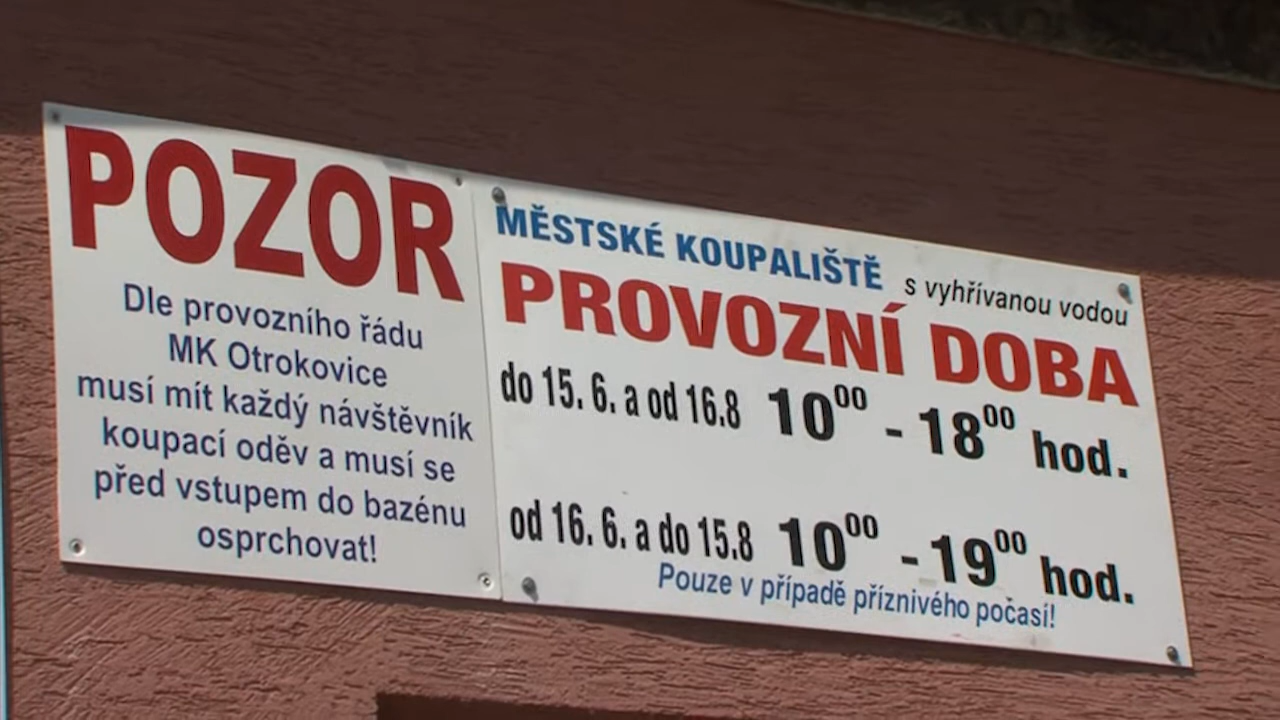 POZOR
Dle provozního řádu
MK Otrokovice
musí mít každý návštěvník
koupací oděv a musí se
před vstupem do bazénu
osprchovat!
MĚSTSKÉ KOUPALIŠTĚ s vyhřívanou vodou
PROVOZNÍ DOBA
do 15. 6. a od 16.8 10⁰⁰ - 18⁰⁰ hod.
od 16. 6. a do 15.8 10⁰⁰ - 19⁰⁰ hod.
Pouze v případě příznivého počasí!